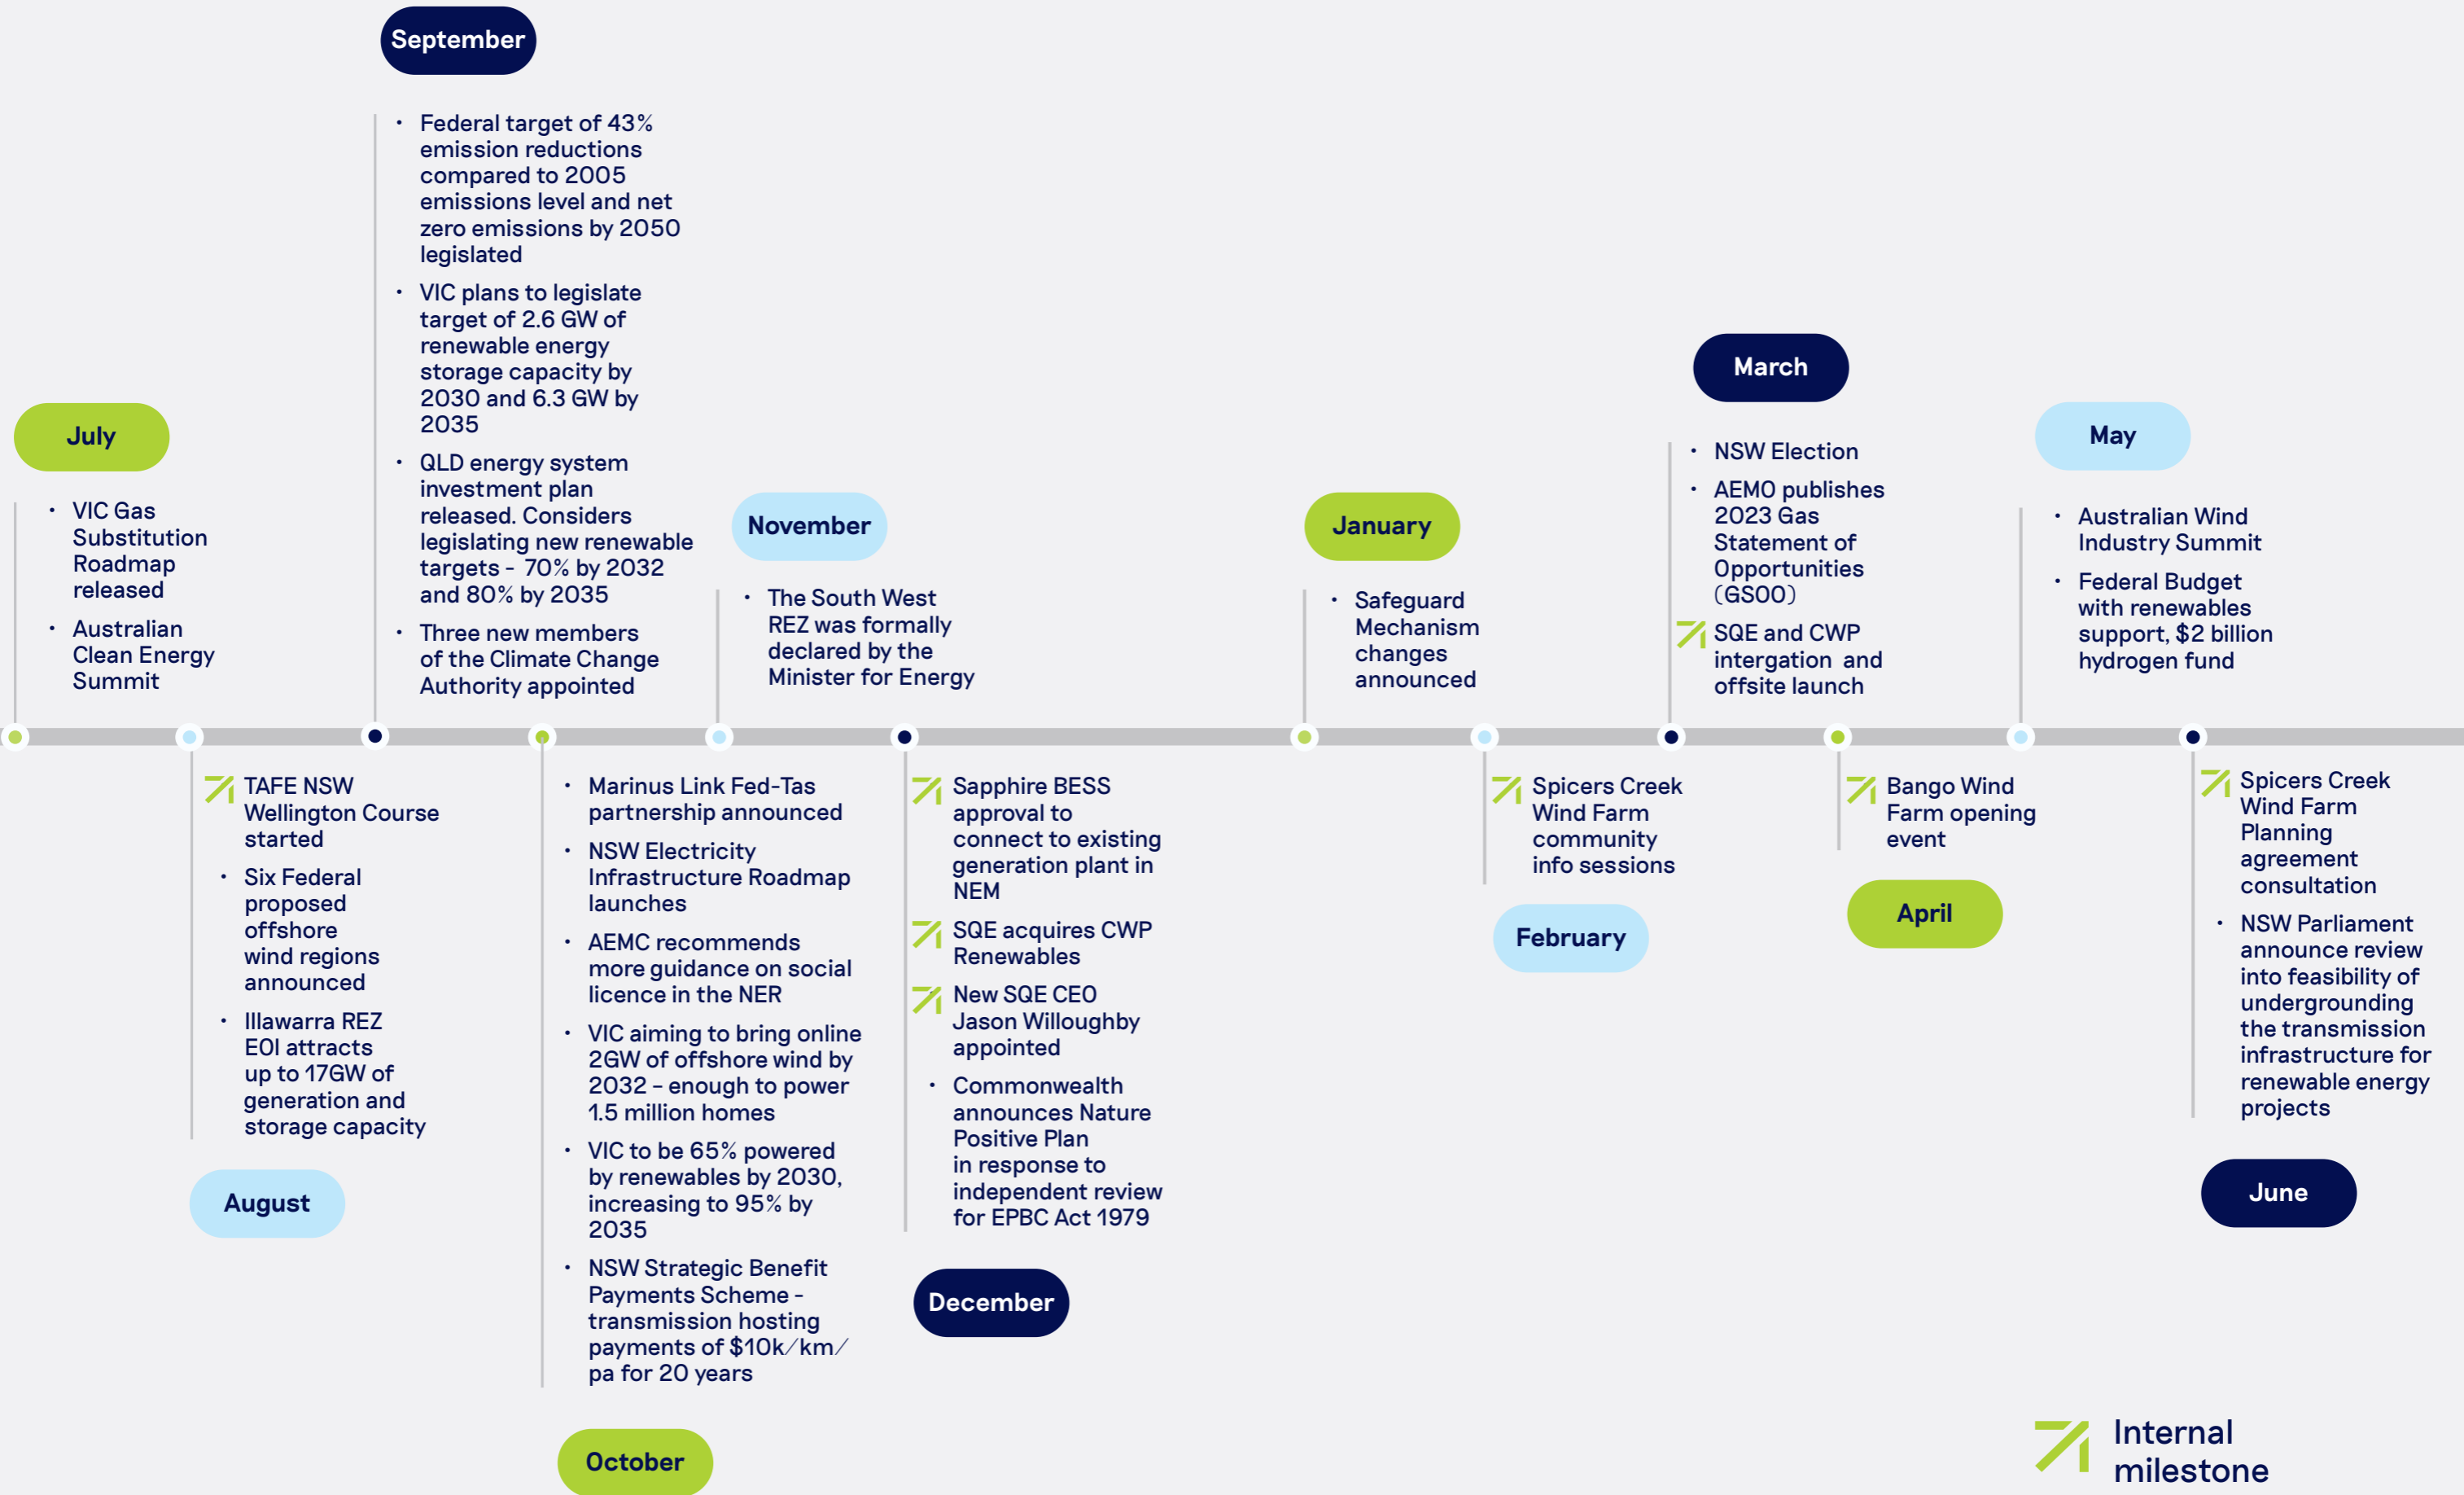 September
Federal target of 43%
emission reductions
compared to 2005
emissions level and net
zero emissions by 2050
legislated
VIC plans to legislate
target of 2.6 GW of
renewable energy
storage capacity by
2030 and 6.3 GW by
2035
QLD energy system
investment plan
released. Considers
legislating new renewable
targets - 70% by 2032
and 80% by 2035
Three new members
of the Climate Change
Authority appointed
July
VIC Gas
Substitution
Roadmap
released
Australian
Clean Energy
Summit
November
The South West
REZ was formally
declared by the
Minister for Energy
January
Safeguard
Mechanism
changes
announced
March
NSW Election
AEMO publishes
2023 Gas
Statement of
Opportunities
(GSOO)
SQE and CWP
intergation and
offsite launch
May
Australian Wind
Industry Summit
Federal Budget
with renewables
support, $2 billion
hydrogen fund
TAFE NSW
Wellington Course
started
Six Federal
proposed
offshore
wind regions
announced
Illawarra REZ
EOI attracts
up to 17GW of
generation and
storage capacity
August
Marinus Link Fed-Tas
partnership announced
NSW Electricity
Infrastructure Roadmap
launches
AEMC recommends
more guidance on social
licence in the NER
VIC aiming to bring online
2GW of offshore wind by
2032 – enough to power
1.5 million homes
VIC to be 65% powered
by renewables by 2030,
increasing to 95% by
2035
NSW Strategic Benefit
Payments Scheme -
transmission hosting
payments of $10k/km/
pa for 20 years
October
Sapphire BESS
approval to
connect to existing
generation plant in
NEM
SQE acquires CWP
Renewables
New SQE CEO
Jason Willoughby
appointed
Commonwealth
announces Nature
Positive Plan
in response to
independent review
for EPBC Act 1979
December
Spicers Creek
Wind Farm
community
info sessions
February
Bango Wind
Farm opening
event
April
Spicers Creek
Wind Farm
Planning
agreement
consultation
NSW Parliament
announce review
into feasibility of
undergrounding
the transmission
infrastructure for
renewable energy
projects
June
Internal
milestone